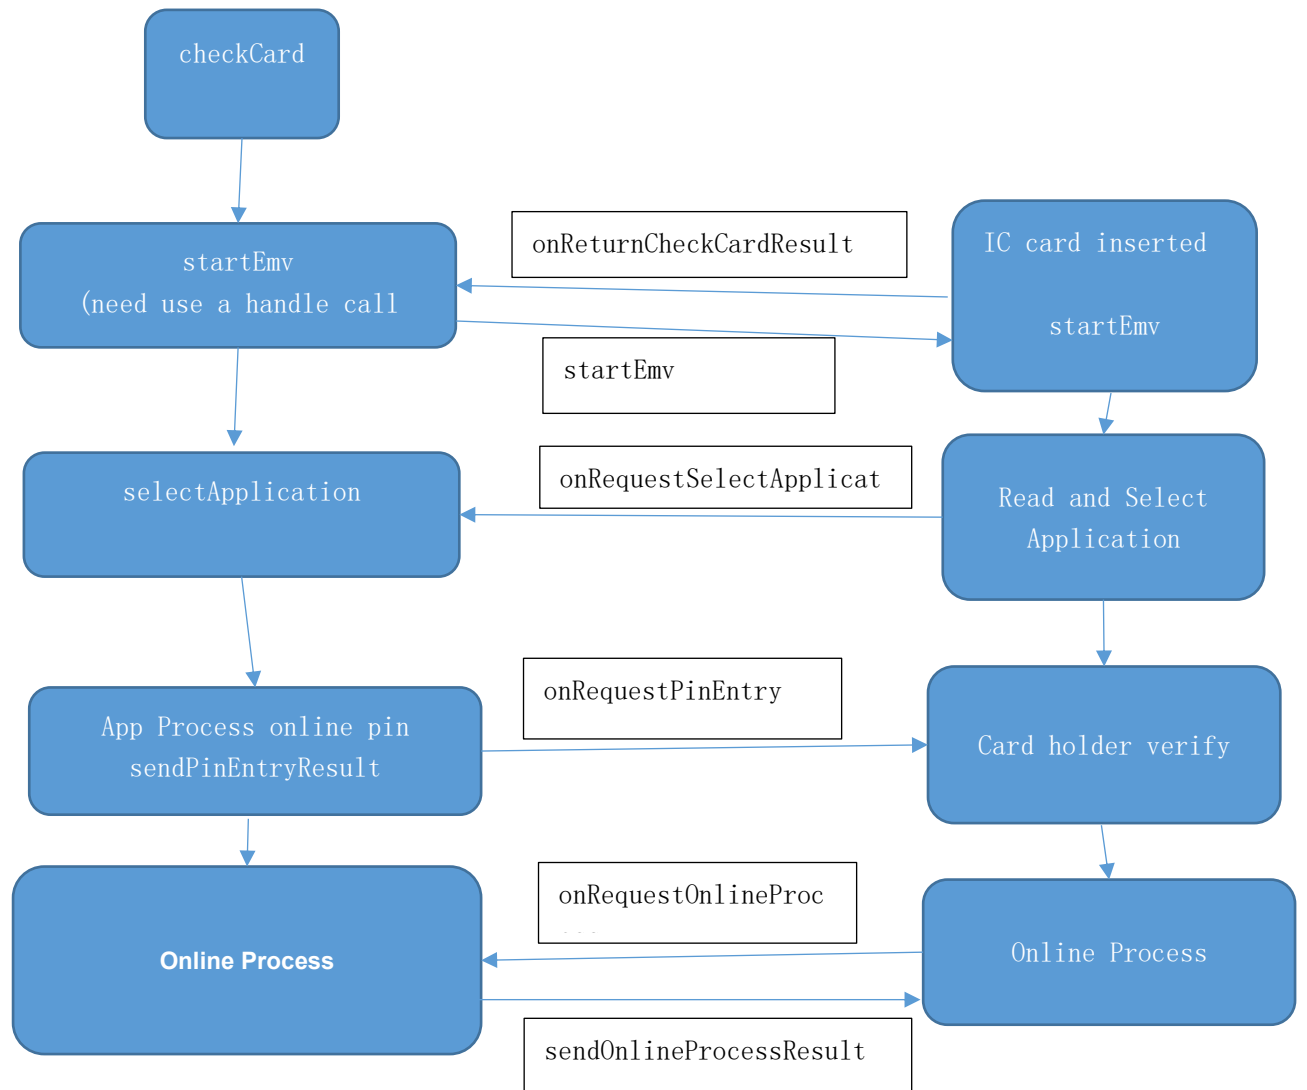 checkCard
onReturnCheckCardResult
IC card inserted
startEmv
startEmv
(need use a handle call
startEmv
onRequestSelectApplicat
selectApplication
Read and Select
Application
onRequestPinEntry
App Process online pin
sendPinEntryResult
Card holder verify
onRequestOnlineProc
Online Process
Online Process
sendOnlineProcessResult